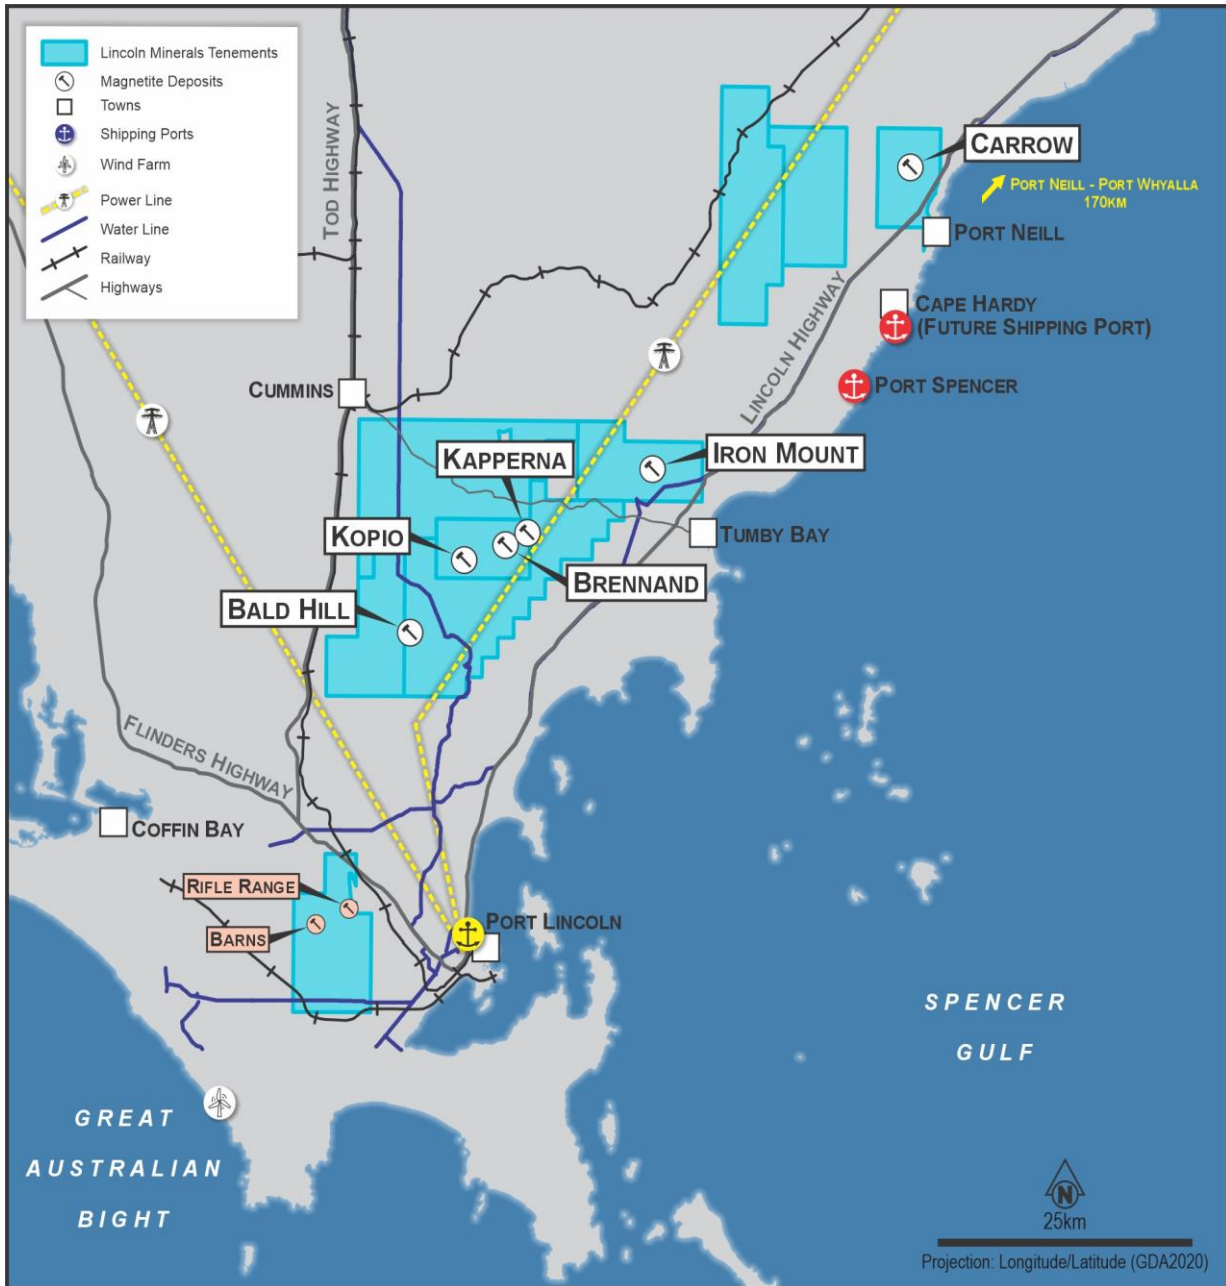 Lincoln Minerals Tenements
Magnetite Deposits
Towns
Shipping Ports
Wind Farm
Power Line
Water Line
Railway
Highways
TOD HIGHWAY
CARROW
PORT NEILL - PORT WHYALLA
170KM
PORT NEILL
LINCOLN HIGHWAY
CAPE HARDY
(FUTURE SHIPPING PORT)
PORT SPENCER
CUMMINS
KAPPERNA
IRON MOUNT
KOPIO
TUMBY BAY
BRENNAND
BALD HILL
FLINDERS HIGHWAY
COFFIN BAY
RIFLE RANGE
BARNS
PORT LINCOLN
SPENCER
GULF
GREAT
AUSTRALIAN
BIGHT
N
25km
Projection: Longitude/Latitude (GDA2020)